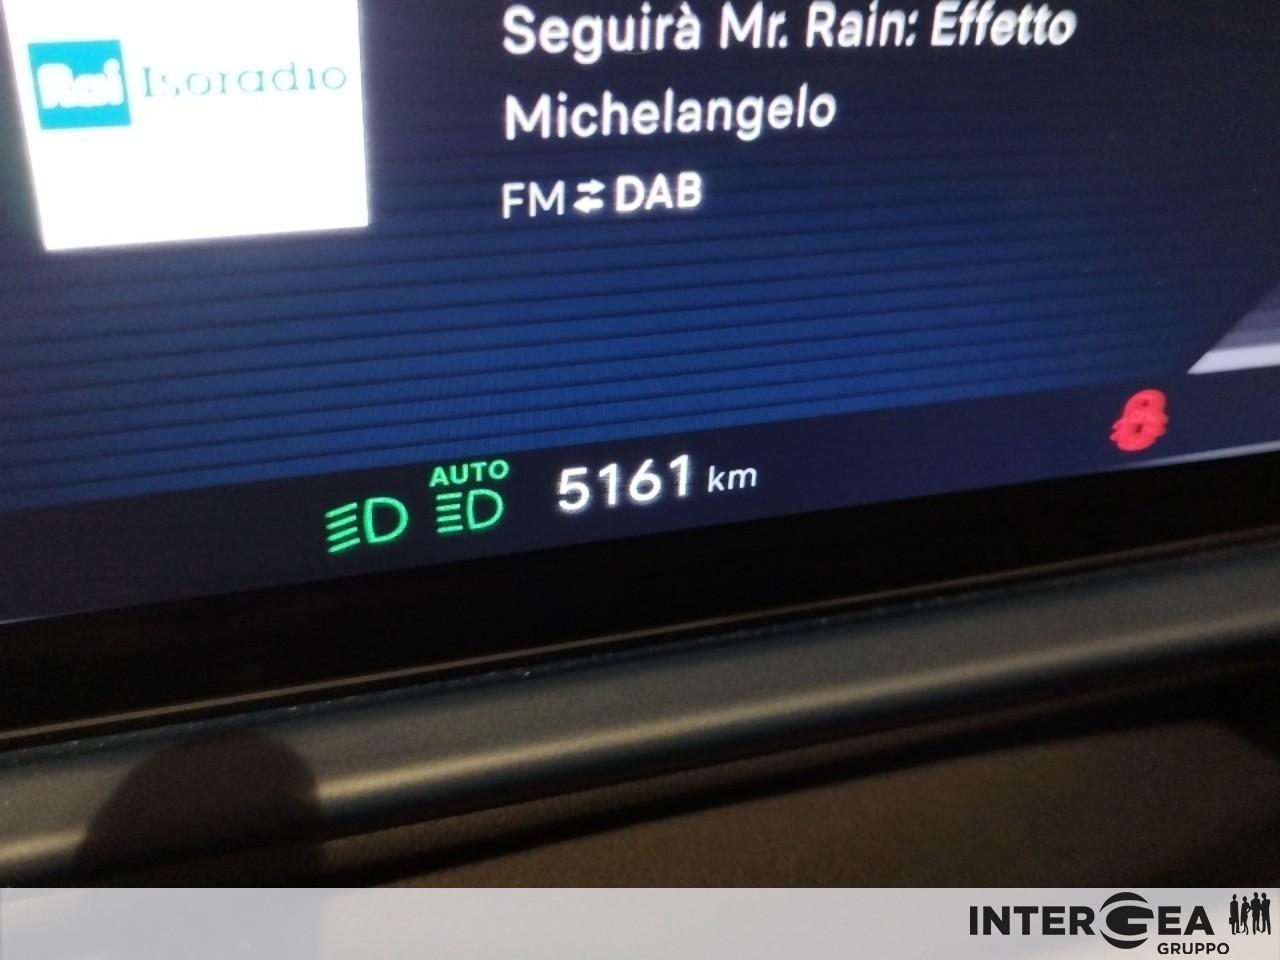 Rai Isoradio
Seguirà Mr. Rain: Effetto
Michelangelo
FM DAB
AUTO
5161 km
INTERGEA
GRUPPO